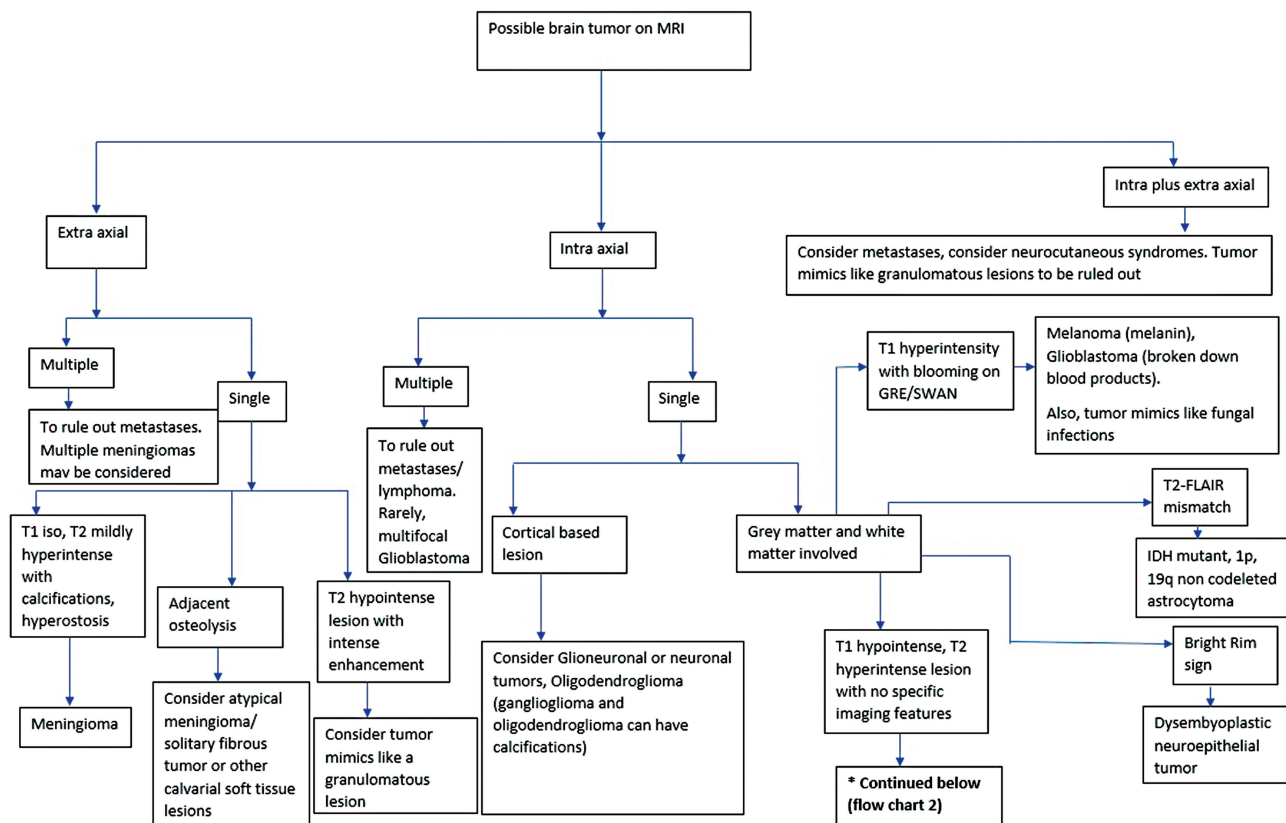 Possible brain tumor on MRI
Extra axial
Intra axial
Intra plus extra axial
Consider metastases, consider neurocutaneous syndromes. Tumor
mimics like granulomatous lesions to be ruled out
Multiple
Single
To rule out metastases.
Multiple meningiomas
mav be considered
T1 iso, T2 mildly
hyperintense with
calcifications,
hyperostosis
Meningioma
Adjacent
osteolysis
Consider atypical
meningioma/
solitary fibrous
tumor or other
calvarial soft tissue
lesions
T2 hypointense
lesion with
intense
enhancement
Consider tumor
mimics like a
granulomatous
lesion
Multiple
Single
To rule out
metastases/
lymphoma.
Rarely,
multifocal
Glioblastoma
Cortical based
lesion
Consider Glioneuronal or neuronal
tumors, Oligodendroglioma
(ganglioglioma and
oligodendroglioma can have
calcifications)
Grey matter and white
matter involved
T1 hyperintensity
with blooming on
GRE/SWAN
Melanoma (melanin),
Glioblastoma (broken down
blood products).
Also, tumor mimics like fungal
infections
T2-FLAIR
mismatch
IDH mutant, 1p,
19q non codeleted
astrocytoma
Bright Rim
sign
Dysembyoplastic
neuroepithelial
tumor
T1 hypointense, T2
hyperintense lesion
with no specific
imaging features
* Continued below
(flow chart 2)